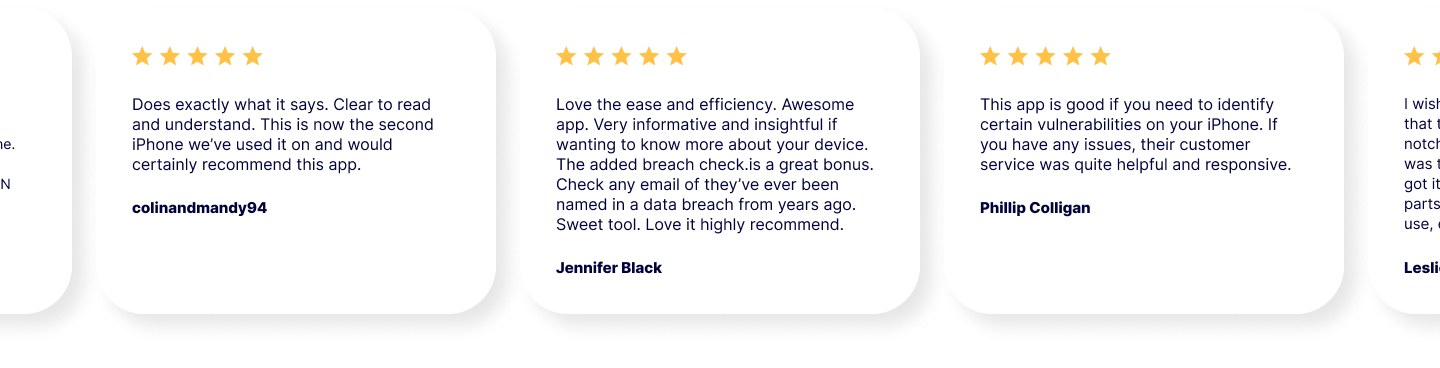 ne.
N
Does exactly what it says. Clear to read
and understand. This is now the second
iPhone we’ve used it on and would
certainly recommend this app.
colinandmandy94
Love the ease and efficiency. Awesome
app. Very informative and insightful if
wanting to know more about your device.
The added breach check.is a great bonus.
Check any email of they’ve ever been
named in a data breach from years ago.
Sweet tool. Love it highly recommend.
Jennifer Black
This app is good if you need to identify
certain vulnerabilities on your iPhone. If
you have any issues, their customer
service was quite helpful and responsive.
Phillip Colligan
I wish
that t
notch
was t
got it
parts
use,
Lesli